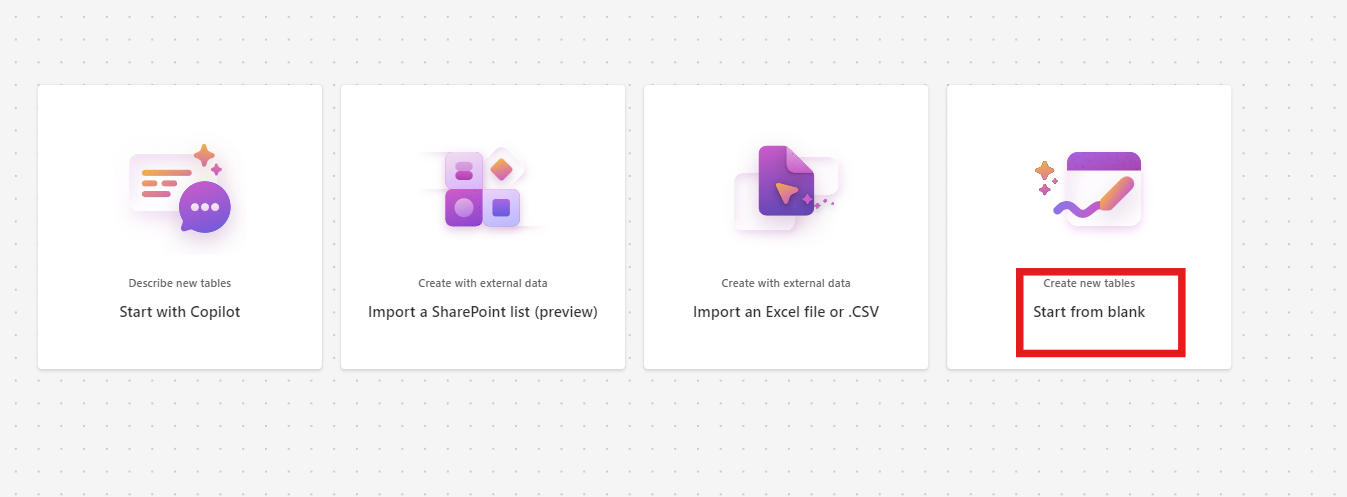 Describe new tables
Start with Copilot
Create with external data
Import a SharePoint list (preview)
Create with external data
Import an Excel file or .CSV
Create new tables
Start from blank